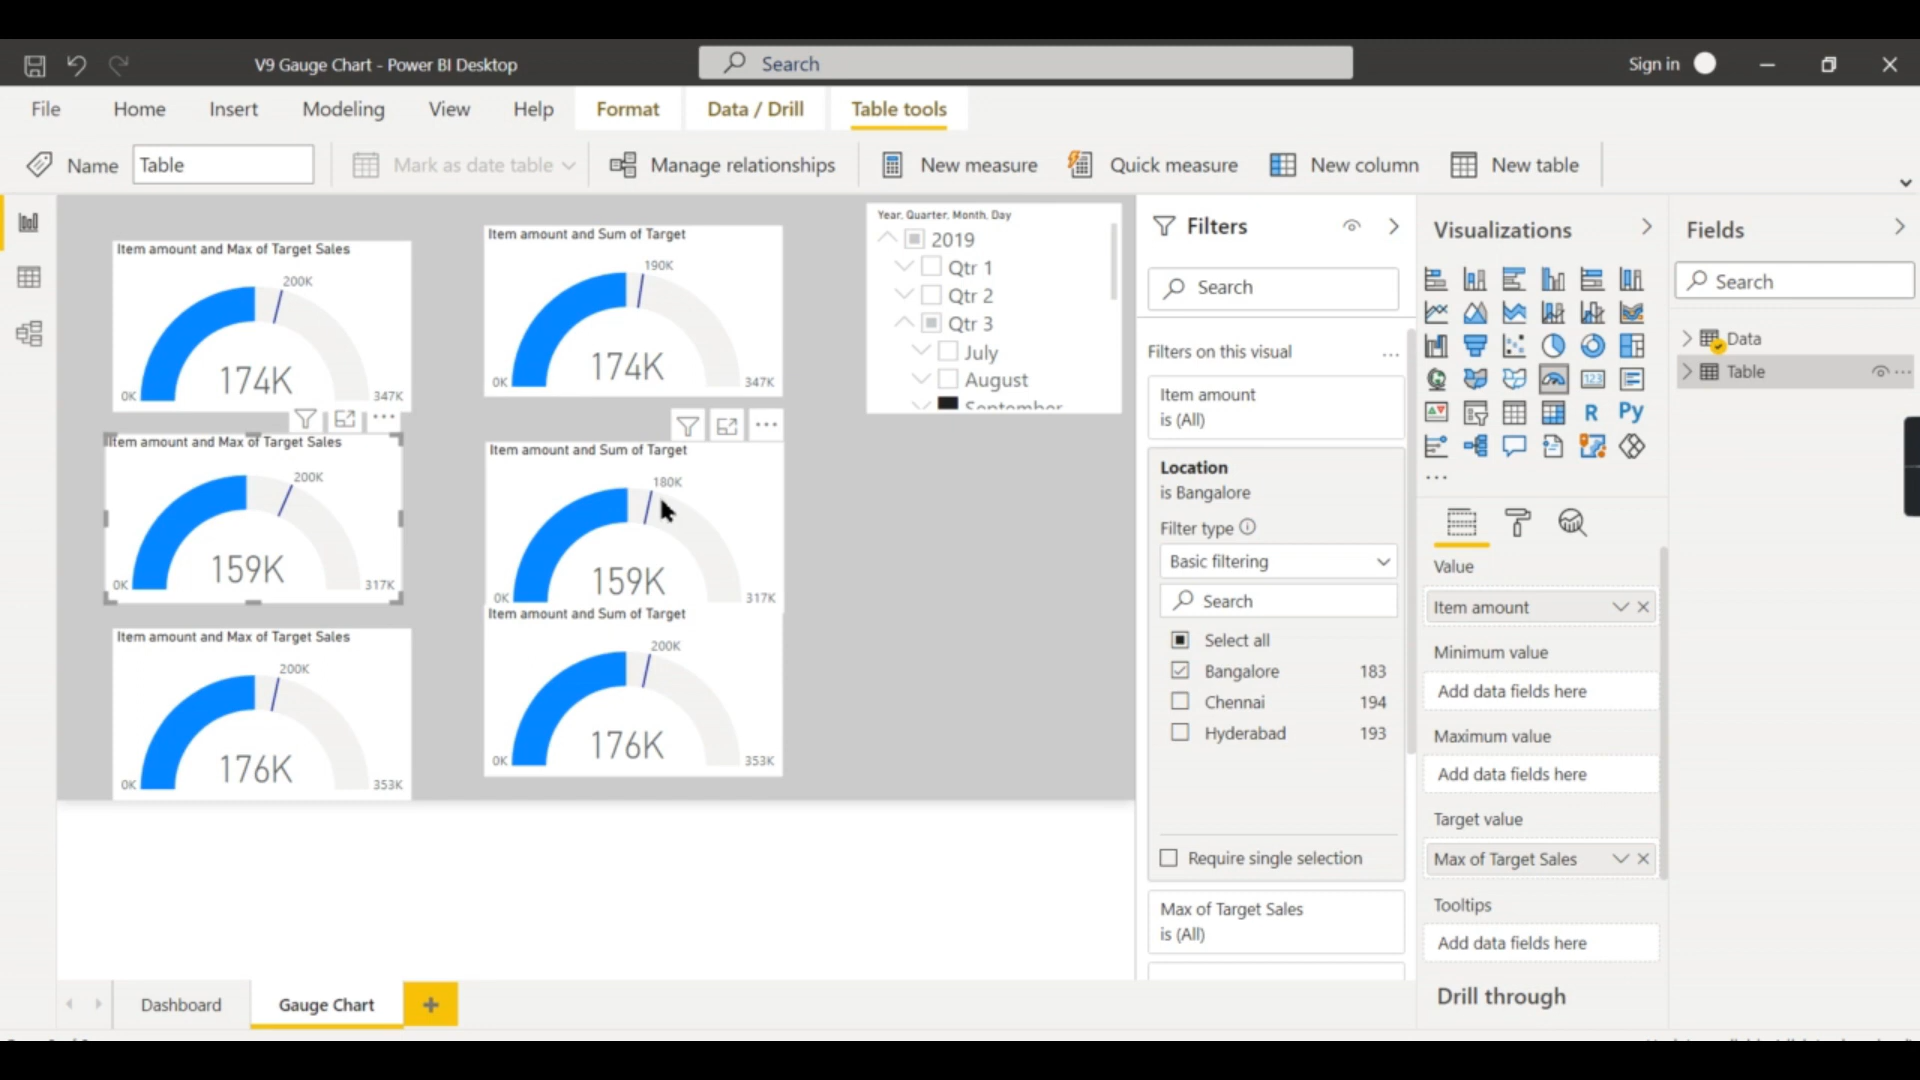 V9 Gauge Chart - Power BI Desktop
Search
Sign in
File Home Insert Modeling View Help Format Data / Drill Table tools
Name Table Mark as date table Manage relationships New measure Quick measure New column New table
Item amount and Max of Target Sales
200K
174K
0K
347K
Item amount and Max of Target Sales
200K
159K
0K
317K
Item amount and Max of Target Sales
200K
176K
0K
353K
Item amount and Sum of Target
190K
174K
0K
347K
Item amount and Sum of Target
180K
159K
0K
317K
Item amount and Sum of Target
200K
176K
0K
353K
Year, Quarter, Month, Day
2019
Qtr 1
Qtr 2
Qtr 3
July
August
September
Filters
Search
Filters on this visual
Item amount
is (All)
Location
is Bangalore
Filter type
Basic filtering
Search
Select all
Bangalore 183
Chennai 194
Hyderabad 193
Require single selection
Max of Target Sales
is (All)
Visualizations
123
R Py
Value
Item amount
Minimum value
Add data fields here
Maximum value
Add data fields here
Target value
Max of Target Sales
Tooltips
Add data fields here
Drill through
Fields
Search
Data
Table
Dashboard Gauge Chart